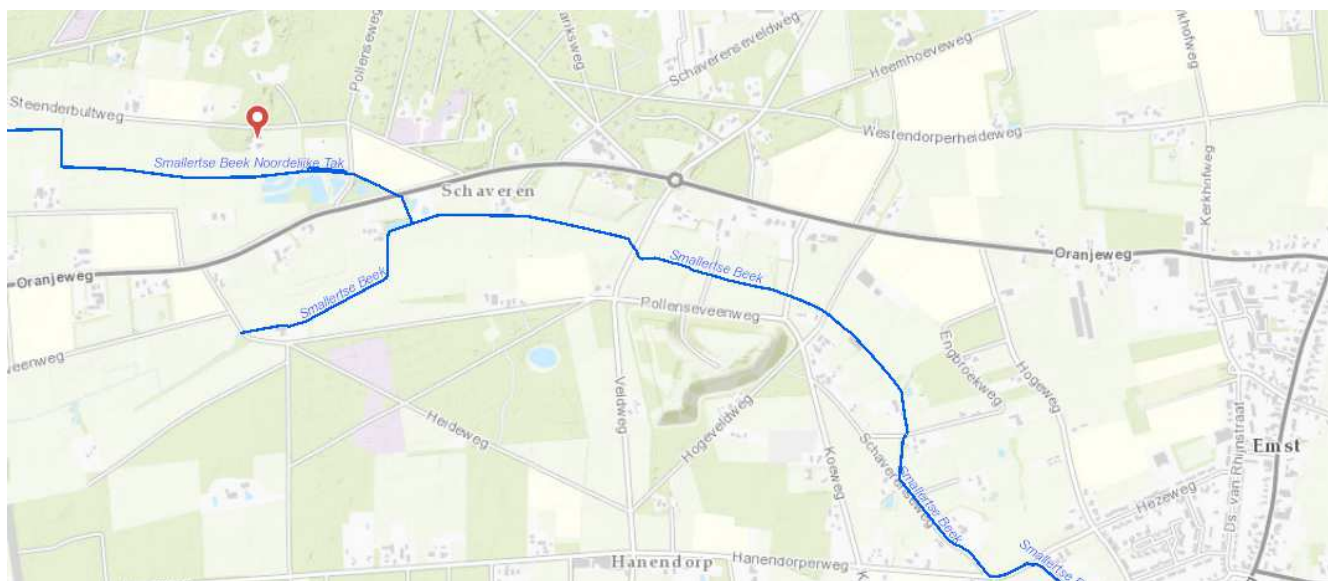 Pollenseweg
Schaverenseveldweg
Heemhoeveweg
Steenderbultweg
Westendorperheideweg
Smallertse Beek Noordelijke Tak
Schaveren
Kerkhofweg
Oranjeweg
Oranjeweg
Smallertse Beek
Smallertse Beek
Pollenseveenweg
Engbroekweg
Hogeweg
Veldweg
Heideweg
Hogeveldweg
Koeweg
Schaverenseweg
Smallertse Beek
Ds. van Rhijnstraat
Emst
Hezeweg
Hanendorp
Hanendorperweg
Smallertse Beek